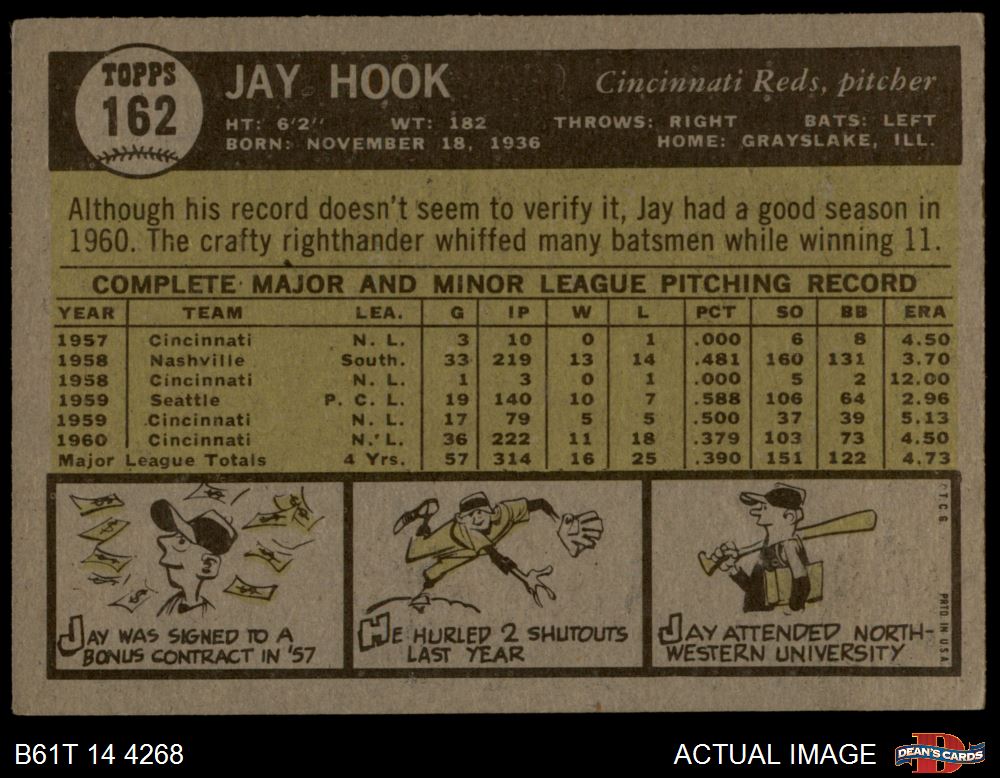 TOPPS
162
JAY HOOK
Cincinnati Reds, pitcher
HT: 6'2" WT: 182 THROWS: RIGHT BATS: LEFT
BORN: NOVEMBER 18, 1936 HOME: GRAYSLAKE, ILL.
Although his record doesn't seem to verify it, Jay had a good season in
1960. The crafty righthander whiffed many batsmen while winning 11.
COMPLETE MAJOR AND MINOR LEAGUE PITCHING RECORD
YEAR TEAM LEA. G IP W L PCT SO BB ERA
1957 Cincinnati N. L. 3 10 0 1 .000 6 8 4.50
1958 Nashville South. 33 219 13 14 .481 160 131 3.70
1958 Cincinnati N. L. 1 3 0 1 .000 5 2 12.00
1959 Seattle P. C. L. 19 140 10 7 .588 106 64 2.96
1959 Cincinnati N. L. 17 79 5 5 .500 37 39 5.13
1960 Cincinnati N. L. 36 222 11 18 .379 103 73 4.50
Major League Totals 4 Yrs. 57 314 16 25 .390 151 122 4.73
JAY WAS SIGNED TO A
BONUS CONTRACT IN '57
HE HURLED 2 SHUTOUTS
LAST YEAR
JAY ATTENDED NORTH-
WESTERN UNIVERSITY
©T.C.G.
PRTD. IN U.S.A.
B61T 14 4268
ACTUAL IMAGE
DEAN'S CARDS